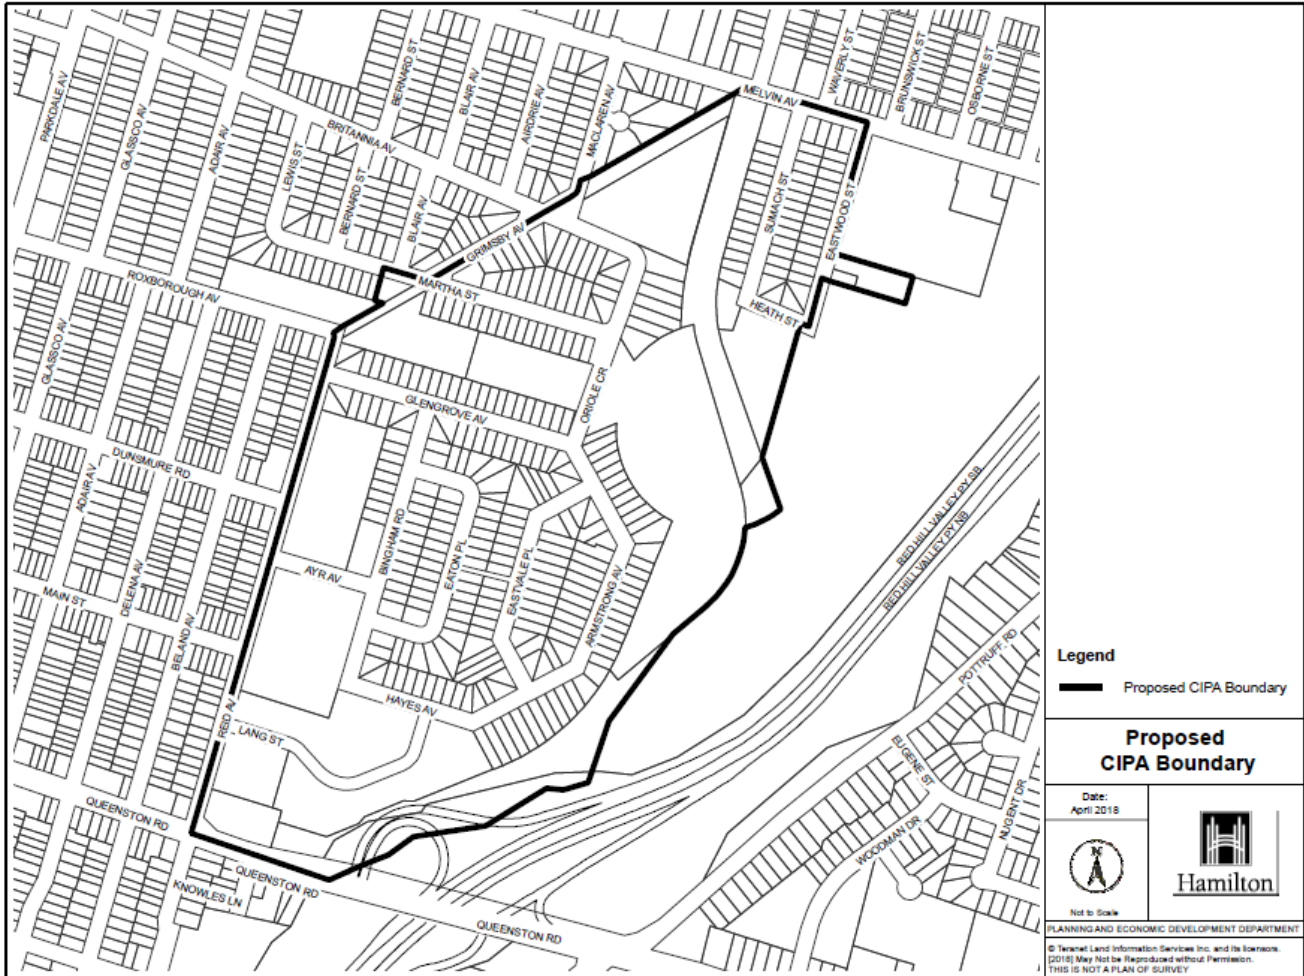 PARKDALE AV
GLASSCO AV
ADAIR AV
LEWIS ST
BRITANNIA AV
BERNARD ST
BERNARD ST
BLAIR AV
BLAIR AV
AIRDRIE AV
MACLAREN AV
MELVIN AV
WAVERLY ST
BRUNSWICK ST
OSBORNE ST
SUMACH ST
EASTWOOD ST
HEATH ST
GRIMSBY AV
MARTHA ST
ROXBOROUGH AV
GLASSCO AV
GLENGROVE AV
ORIOLE CR
DUNSMURE RD
ADAIR AV
BINGHAM RD
EATON PL
EASTVALE PL
ARMSTRONG AV
AYR AV
MAIN ST
DELENA AV
BELAND AV
REID AV
HAYES AV
LANG ST
RED HILL VALLEY PY SB
RED HILL VALLEY PY NB
POTTRUFF RD
EUGENE ST
NUGENT DR
WOODMAN DR
QUEENSTON RD
QUEENSTON RD
KNOWLES LN
QUEENSTON RD
Legend
Proposed CIPA Boundary
Proposed
CIPA Boundary
Date:
April 2018
N
Not to Scale
Hamilton
PLANNING AND ECONOMIC DEVELOPMENT DEPARTMENT
© Teranet Land Information Services Inc. and its licensors.
[2018] May Not be Reproduced without Permission.
THIS IS NOT A PLAN OF SURVEY